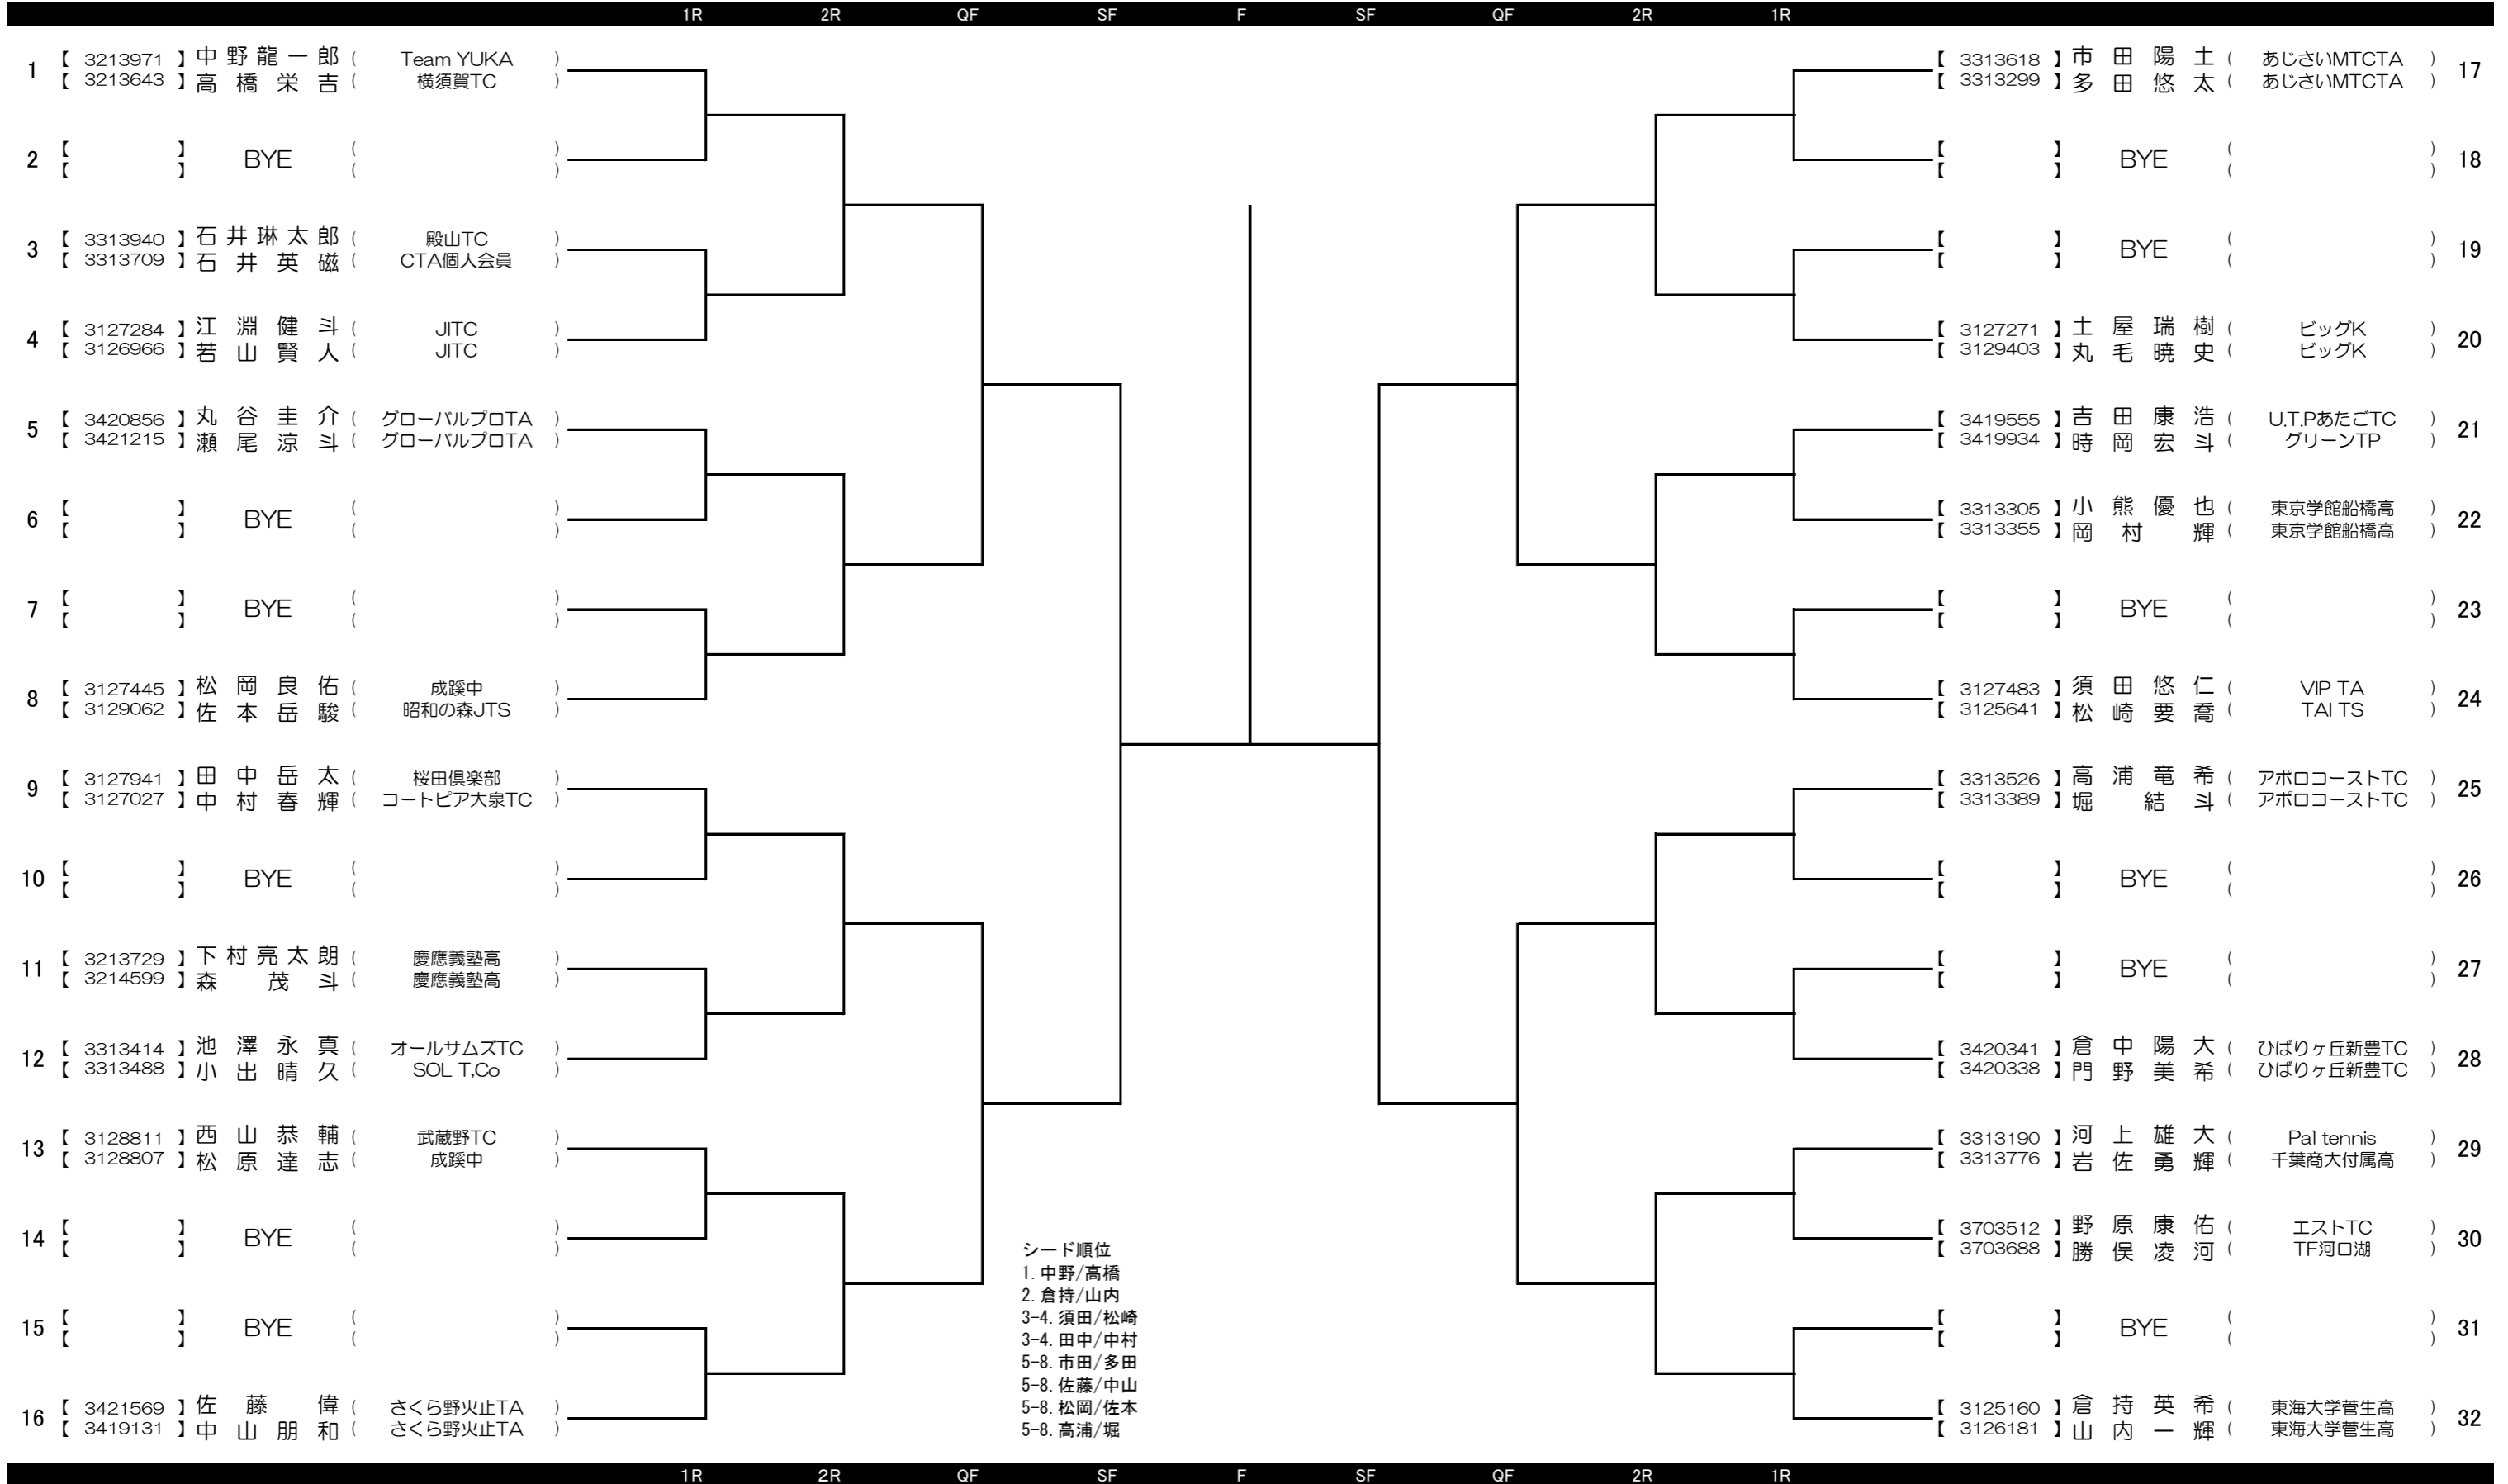 1R 2R QF SF F SF QF 2R 1R
1 【 3213971 】 中野龍一郎 ( Team YUKA )
【 3213643 】 高橋栄吉 ( 横須賀TC )
2 【 】 BYE ( )
【 】 ( )
3 【 3313940 】 石井琳太郎 ( 殿山TC )
【 3313709 】 石井英磁 ( CTA個人会員 )
4 【 3127284 】 江淵健斗 ( JITC )
【 3126966 】 若山賢人 ( JITC )
5 【 3420856 】 丸谷圭介 ( グローバルプロTA )
【 3421215 】 瀬尾涼斗 ( グローバルプロTA )
6 【 】 BYE ( )
【 】 ( )
7 【 】 BYE ( )
【 】 ( )
8 【 3127445 】 松岡良佑 ( 成蹊中 )
【 3129062 】 佐本岳駿 ( 昭和の森JTS )
9 【 3127941 】 田中岳太 ( 桜田倶楽部 )
【 3127027 】 中村春輝 ( コートピア大泉TC )
10 【 】 BYE ( )
【 】 ( )
11 【 3213729 】 下村亮太朗 ( 慶應義塾高 )
【 3214599 】 森茂斗 ( 慶應義塾高 )
12 【 3313414 】 池澤永真 ( オールサムズTC )
【 3313488 】 小出晴久 ( SOL T,Co )
13 【 3128811 】 西山恭輔 ( 武蔵野TC )
【 3128807 】 松原達志 ( 成蹊中 )
14 【 】 BYE ( )
【 】 ( )
15 【 】 BYE ( )
【 】 ( )
16 【 3421569 】 佐藤偉 ( さくら野火止TA )
【 3419131 】 中山朋和 ( さくら野火止TA )
シード順位
1. 中野/高橋
2. 倉持/山内
3-4. 須田/松崎
3-4. 田中/中村
5-8. 市田/多田
5-8. 佐藤/中山
5-8. 松岡/佐本
5-8. 高浦/堀
【 3313618 】 市田陽士 ( あじさいMTCTA ) 17
【 3313299 】 多田悠太 ( あじさいMTCTA )
【 】 BYE ( ) 18
【 】 ( )
【 】 BYE ( ) 19
【 】 ( )
【 3127271 】 土屋瑞樹 ( ビッグK ) 20
【 3129403 】 丸毛暁史 ( ビッグK )
【 3419555 】 吉田康浩 ( U.T.PあたごTC ) 21
【 3419934 】 時岡宏斗 ( グリーンTP )
【 3313305 】 小熊優也 ( 東京学館船橋高 ) 22
【 3313355 】 岡村輝 ( 東京学館船橋高 )
【 】 BYE ( ) 23
【 】 ( )
【 3127483 】 須田悠仁 ( VIP TA ) 24
【 3125641 】 松崎要喬 ( TAI TS )
【 3313526 】 高浦竜希 ( アポロコーストTC ) 25
【 3313389 】 堀結斗 ( アポロコーストTC )
【 】 BYE ( ) 26
【 】 ( )
【 】 BYE ( ) 27
【 】 ( )
【 3420341 】 倉中陽大 ( ひばりヶ丘新豊TC ) 28
【 3420338 】 門野美希 ( ひばりヶ丘新豊TC )
【 3313190 】 河上雄大 ( Pal tennis ) 29
【 3313776 】 岩佐勇輝 ( 千葉商大付属高 )
【 3703512 】 野原康佑 ( エストTC ) 30
【 3703688 】 勝俣凌河 ( TF河口湖 )
【 】 BYE ( ) 31
【 】 ( )
【 3125160 】 倉持英希 ( 東海大学菅生高 ) 32
【 3126181 】 山内一輝 ( 東海大学菅生高 )
1R 2R QF SF F SF QF 2R 1R